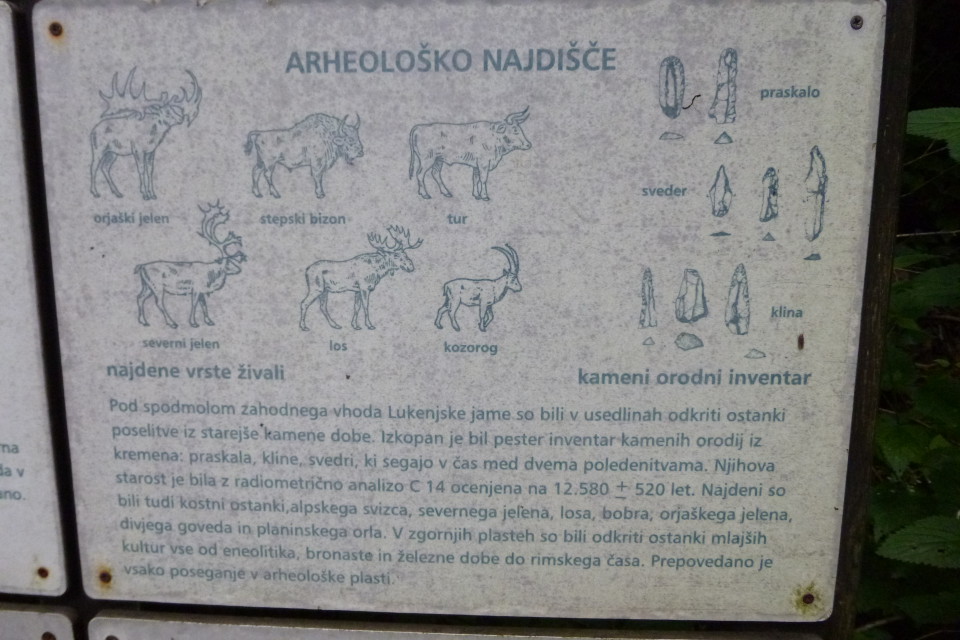 ARHEOLOŠKO NAJDIŠČE
praskalo
sveder
orjaški jelen
stepski bizon
tur
klina
severni jelen
los
kozorog
najdene vrste živali
kameni orodni inventar
Pod spodmolom zahodnega vhoda Lukenjske jame so bili v usedlinah odkriti ostanki
poselitve iz starejše kamene dobe. Izkopan je bil pester inventar kamenih orodij iz
kremena: praskala, kline, svedri, ki segajo v čas med dvema poledenitvama. Njihova
starost je bila z radiometrično analizo C 14 ocenjena na 12.580 ± 520 let. Najdeni so
bili tudi kostni ostanki,alpskega svizca, severnega jelena, losa, bobra, orjaškega jelena,
divjega goveda in planinskega orla. V zgornjih plasteh so bili odkriti ostanki mlajših
kultur vse od eneolitika, bronaste in železne dobe do rimskega časa. Prepovedano je
vsako poseganje v arheološke plasti.
da v